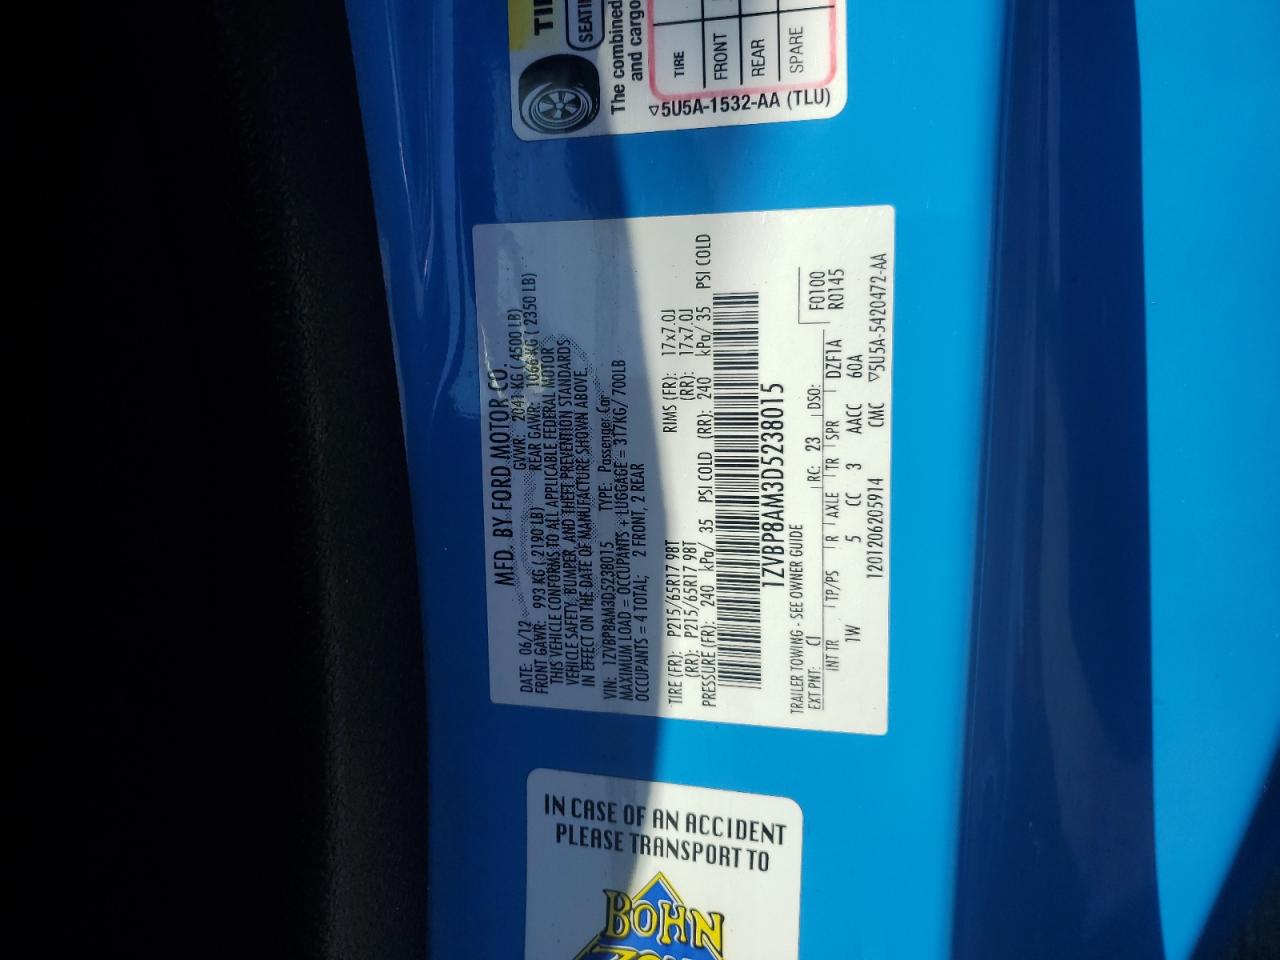 TI
SEATI
The combined
and cargo
TIRE
FRONT
REAR
SPARE
▽5U5A-1532-AA (TLU)
MFD. BY FORD MOTOR CO.
DATE: 06/12 GVWR: 2041 KG ( 4500 LB)
FRONT GAWR: 993 KG ( 2190 LB) REAR GAWR: 1066 KG ( 2350 LB)
THIS VEHICLE CONFORMS TO ALL APPLICABLE FEDERAL MOTOR
VEHICLE SAFETY, BUMPER, AND THEFT PREVENTION STANDARDS
IN EFFECT ON THE DATE OF MANUFACTURE SHOWN ABOVE.
VIN: 1ZVBP8AM3D5238015 TYPE: Passenger Car
MAXIMUM LOAD = OCCUPANTS + LUGGAGE = 317KG/ 700LB
OCCUPANTS = 4 TOTAL; 2 FRONT, 2 REAR
TIRE (FR): P215/65R17 98T RIMS (FR): 17x7.0J
(RR): P215/65R17 98T (RR): 17x7.0J
PRESSURE (FR): 240 kPa/ 35 PSI COLD (RR): 240 kPa/ 35 PSI COLD
1ZVBP8AM3D5238015
TRAILER TOWING - SEE OWNER GUIDE
EXT PNT: CI RC: 23 DSO: F0100
R0145
INT TR TP/PS R AXLE TR SPR DZF1A
1W 5 CC 3 AACC 60A
120120620​5914 CMC ▽5U5A-5420472-AA
IN CASE OF AN ACCIDENT
PLEASE TRANSPORT TO
BOHN